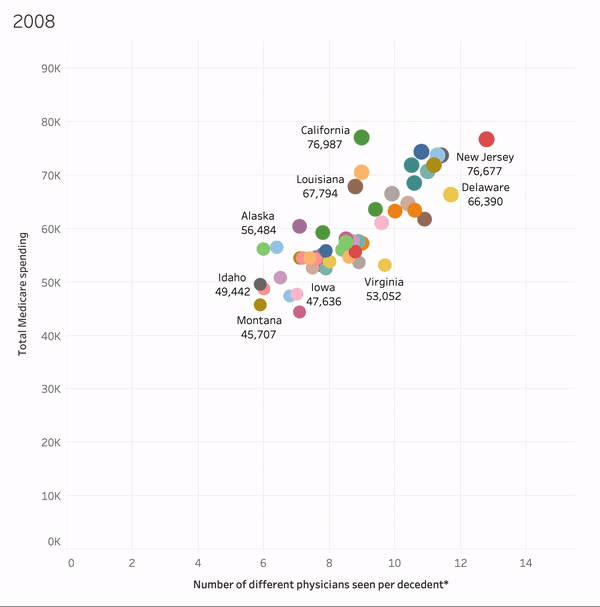 2008
90K
80K
70K
60K
50K
40K
30K
20K
10K
0K
Total Medicare spending
California
76,987
New Jersey
76,677
Louisiana
67,794
Delaware
66,390
Alaska
56,484
Idaho
49,442
Iowa
47,636
Virginia
53,052
Montana
45,707
0
2
4
6
8
10
12
14
Number of different physicians seen per decedent*